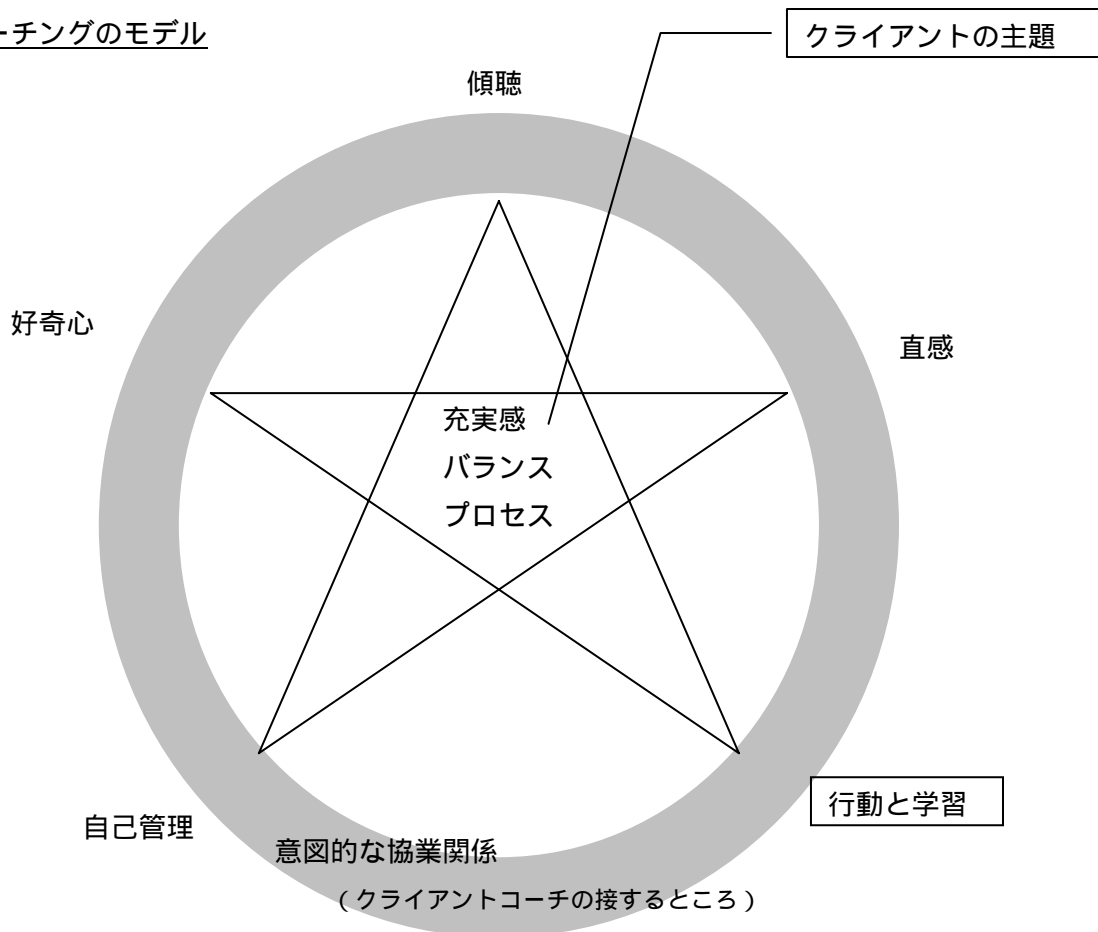 ーチングのモデル
クライアントの主題
傾聴
好奇心
直感
充実感
バランス
プロセス
行動と学習
自己管理
意図的な協業関係
(クライアントコーチの接するところ)